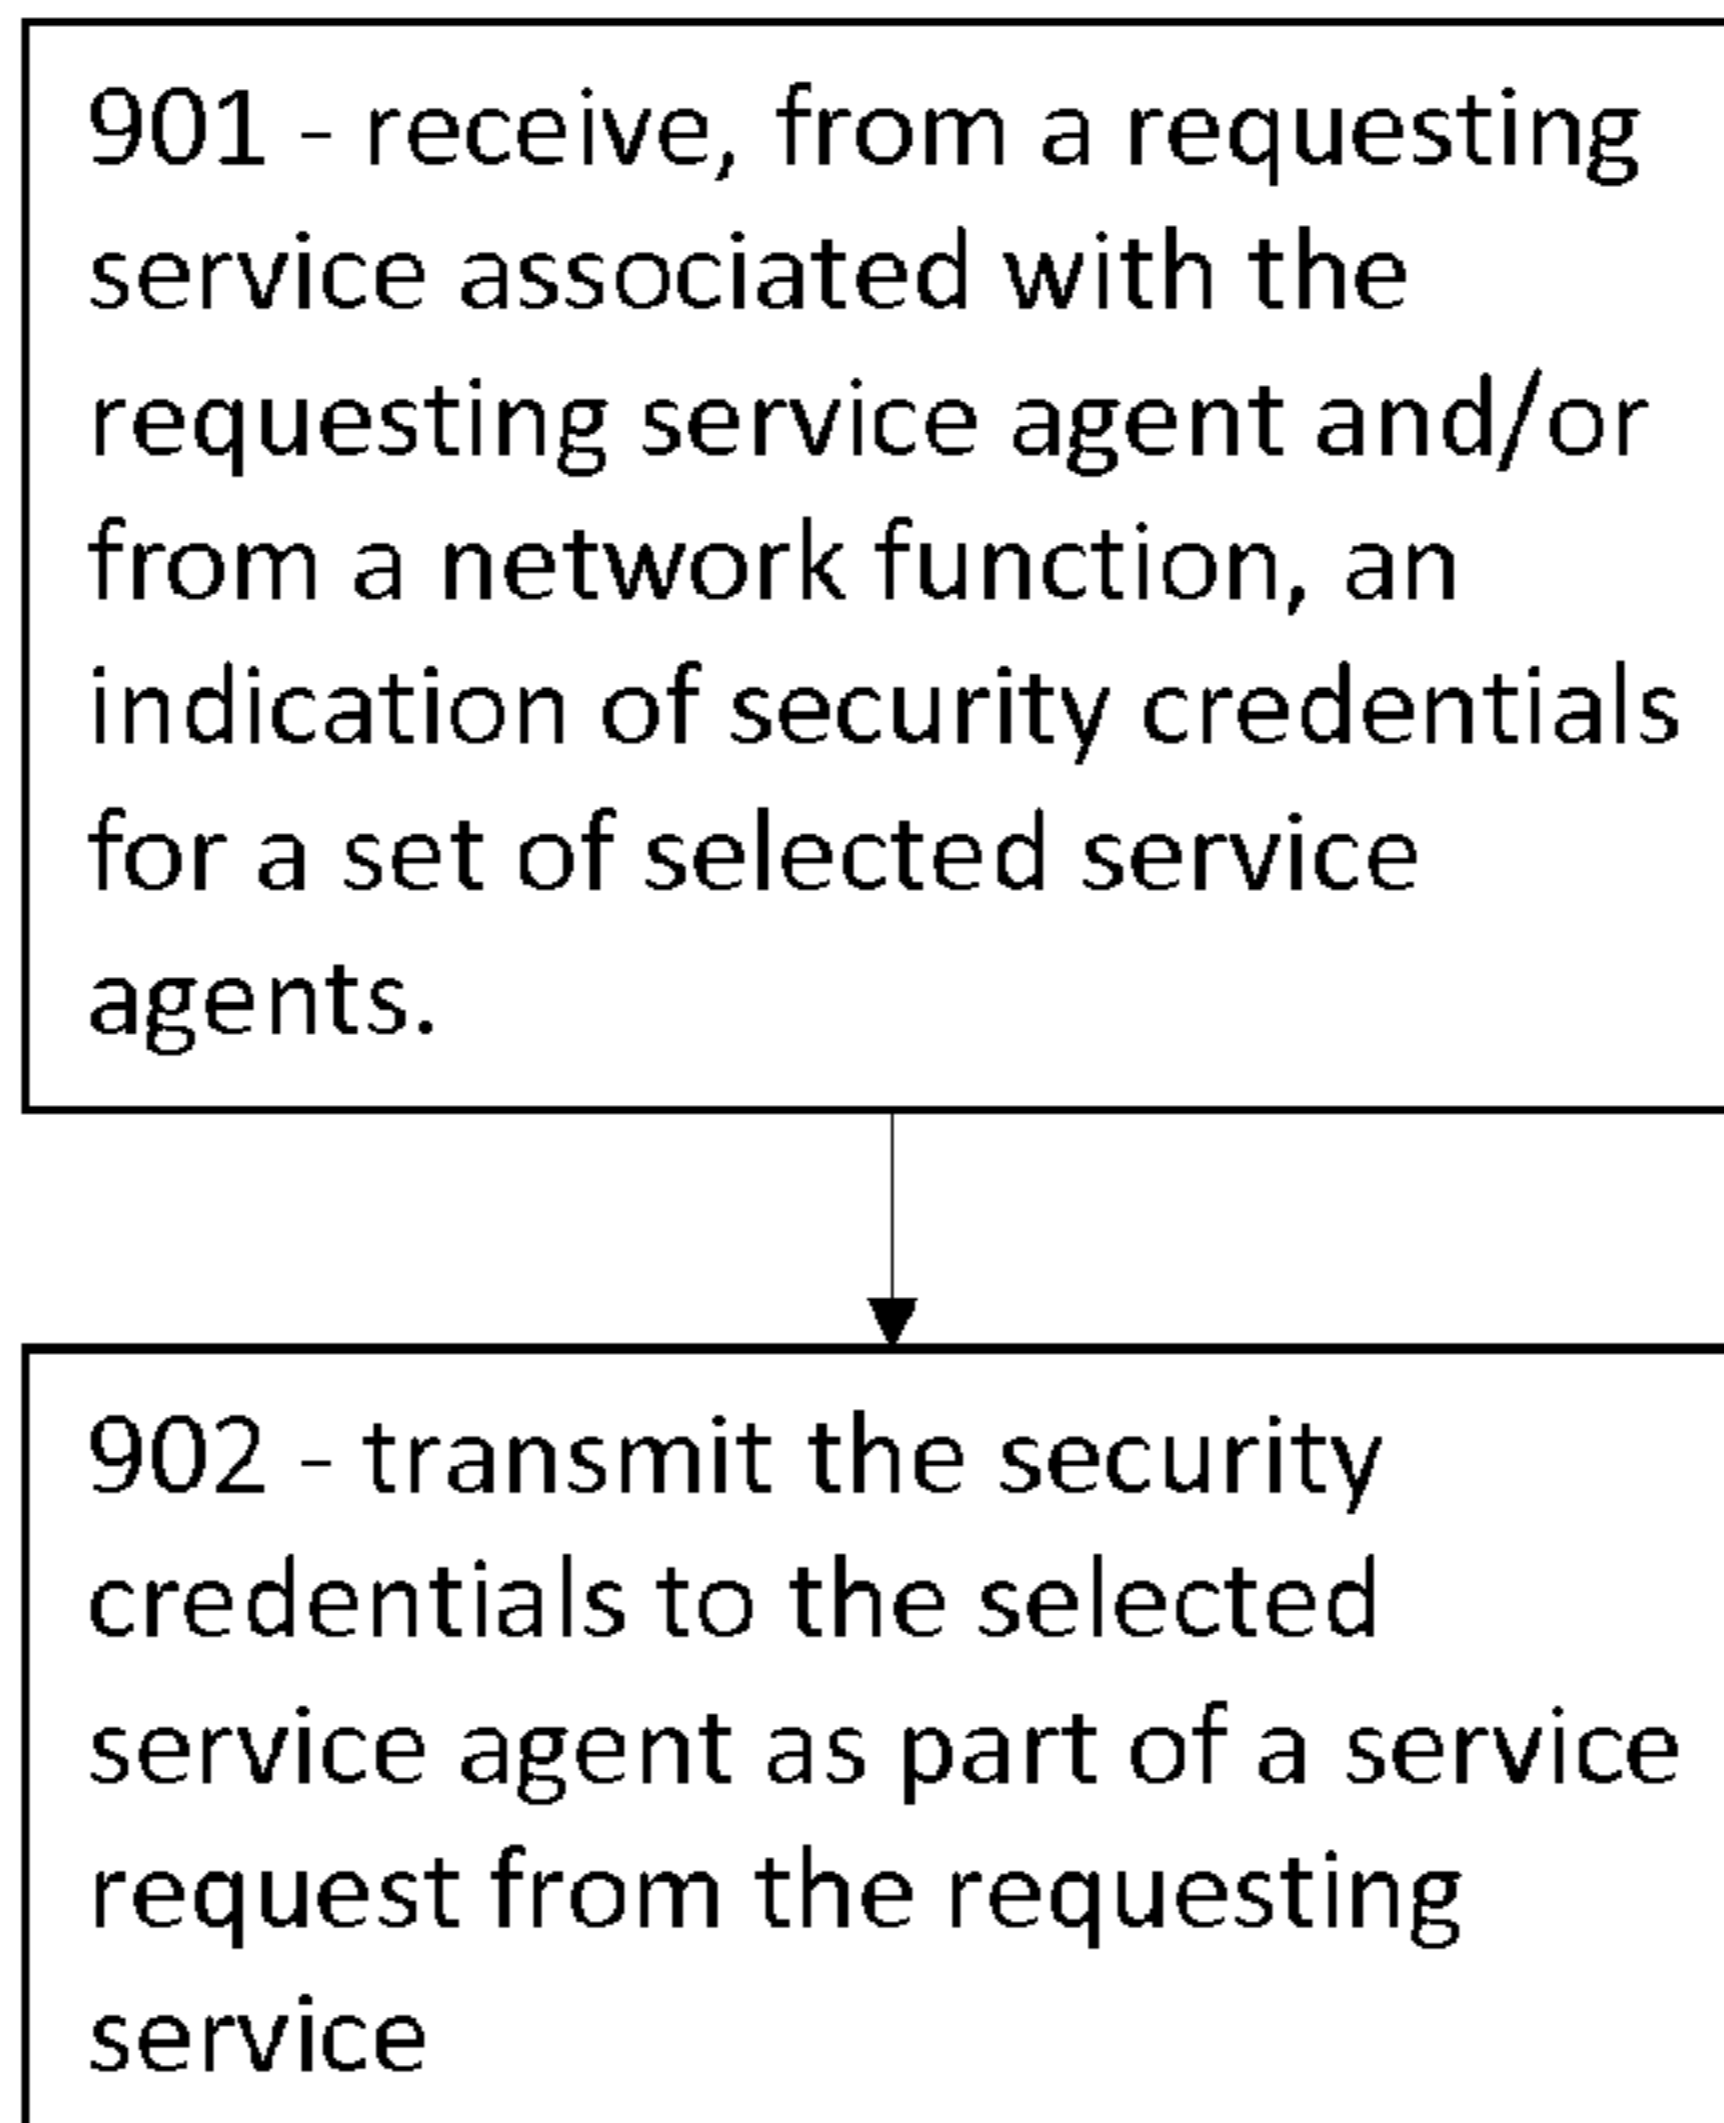 901 - receive, from a requesting
service associated with the
requesting service agent and/or
from a network function, an
indication of security credentials
for a set of selected service
agents.
902 - transmit the security
credentials to the selected
service agent as part of a service
request from the requesting
service